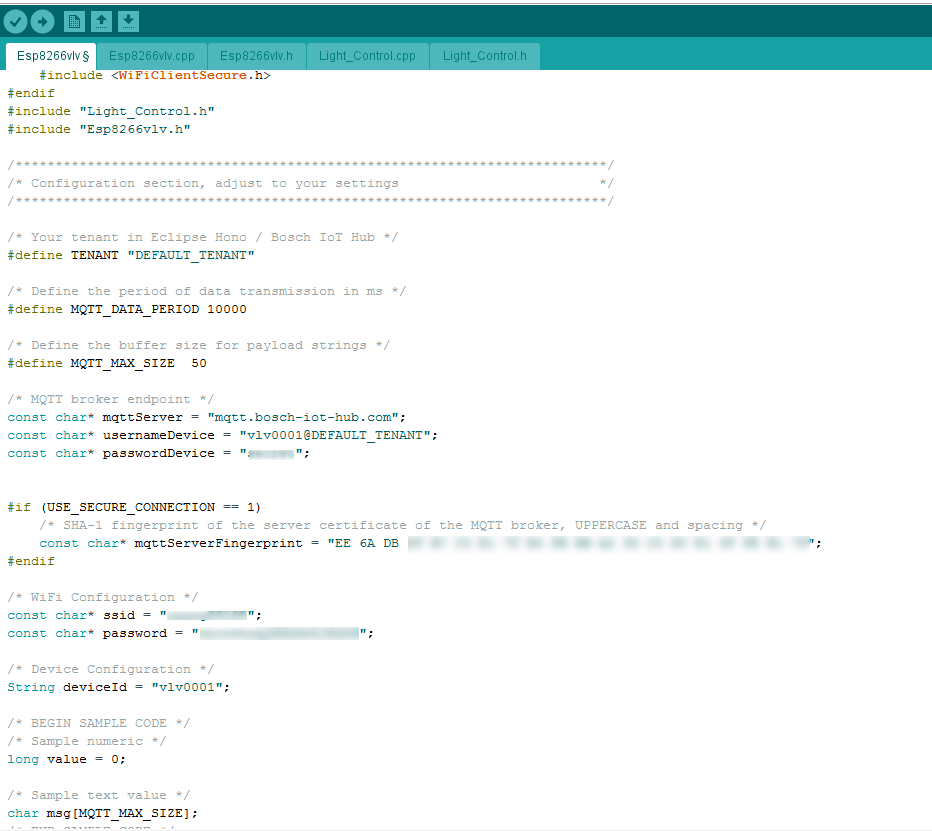 Esp8266vlv §
Esp8266vlv.cpp
Esp8266vlv.h
Light_Control.cpp
Light_Control.h
#include <WiFiClientSecure.h>
#endif
#include "Light_Control.h"
#include "Esp8266vlv.h"
/**************************************************************************/
/* Configuration section, adjust to your settings */
/**************************************************************************/
/* Your tenant in Eclipse Hono / Bosch IoT Hub */
#define TENANT "DEFAULT_TENANT"
/* Define the period of data transmission in ms */
#define MQTT_DATA_PERIOD 10000
/* Define the buffer size for payload strings */
#define MQTT_MAX_SIZE  50
/* MQTT broker endpoint */
const char* mqttServer = "mqtt.bosch-iot-hub.com";
const char* usernameDevice = "vlv0001@DEFAULT_TENANT";
const char* passwordDevice = "";
#if (USE_SECURE_CONNECTION == 1)
/* SHA-1 fingerprint of the server certificate of the MQTT broker, UPPERCASE and spacing */
const char* mqttServerFingerprint = "EE 6A DB ";
#endif
/* WiFi Configuration */
const char* ssid = "";
const char* password = "";
/* Device Configuration */
String deviceId = "vlv0001";
/* BEGIN SAMPLE CODE */
/* Sample numeric */
long value = 0;
/* Sample text value */
char msg[MQTT_MAX_SIZE];
/* END SAMPLE CODE */